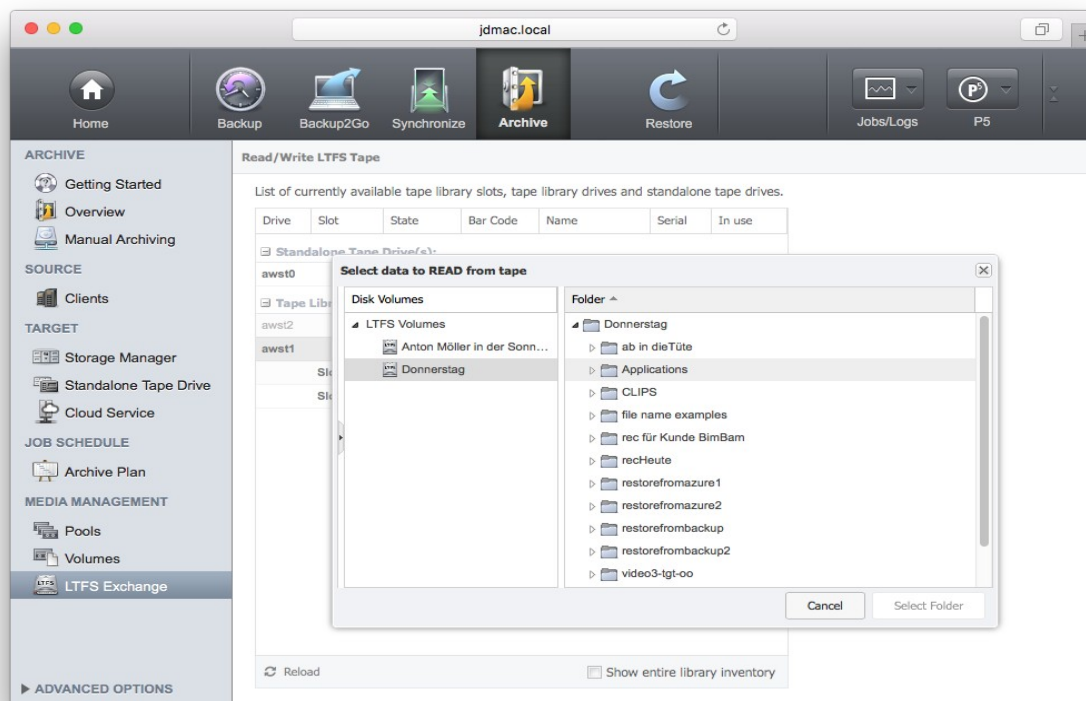 jdmac.local
Home
Backup
Backup2Go
Synchronize
Archive
Restore
Jobs/Logs
P5
ARCHIVE
Getting Started
Overview
Manual Archiving
SOURCE
Clients
TARGET
Storage Manager
Standalone Tape Drive
Cloud Service
JOB SCHEDULE
Archive Plan
MEDIA MANAGEMENT
Pools
Volumes
LTFS Exchange
ADVANCED OPTIONS
Read/Write LTFS Tape
List of currently available tape library slots, tape library drives and standalone tape drives.
Drive Slot State Bar Code Name Serial In use
Standalone Tape Drive(s):
awst0
Tape Libr
awst2
awst1
Slo
Slo
Select data to READ from tape
Disk Volumes
LTFS Volumes
Anton Möller in der Sonn...
Donnerstag
Folder
Donnerstag
ab in dieTüte
Applications
CLIPS
file name examples
rec für Kunde BimBam
recHeute
restorefromazure1
restorefromazure2
restorefrombackup
restorefrombackup2
video3-tgt-oo
Cancel Select Folder
Reload Show entire library inventory